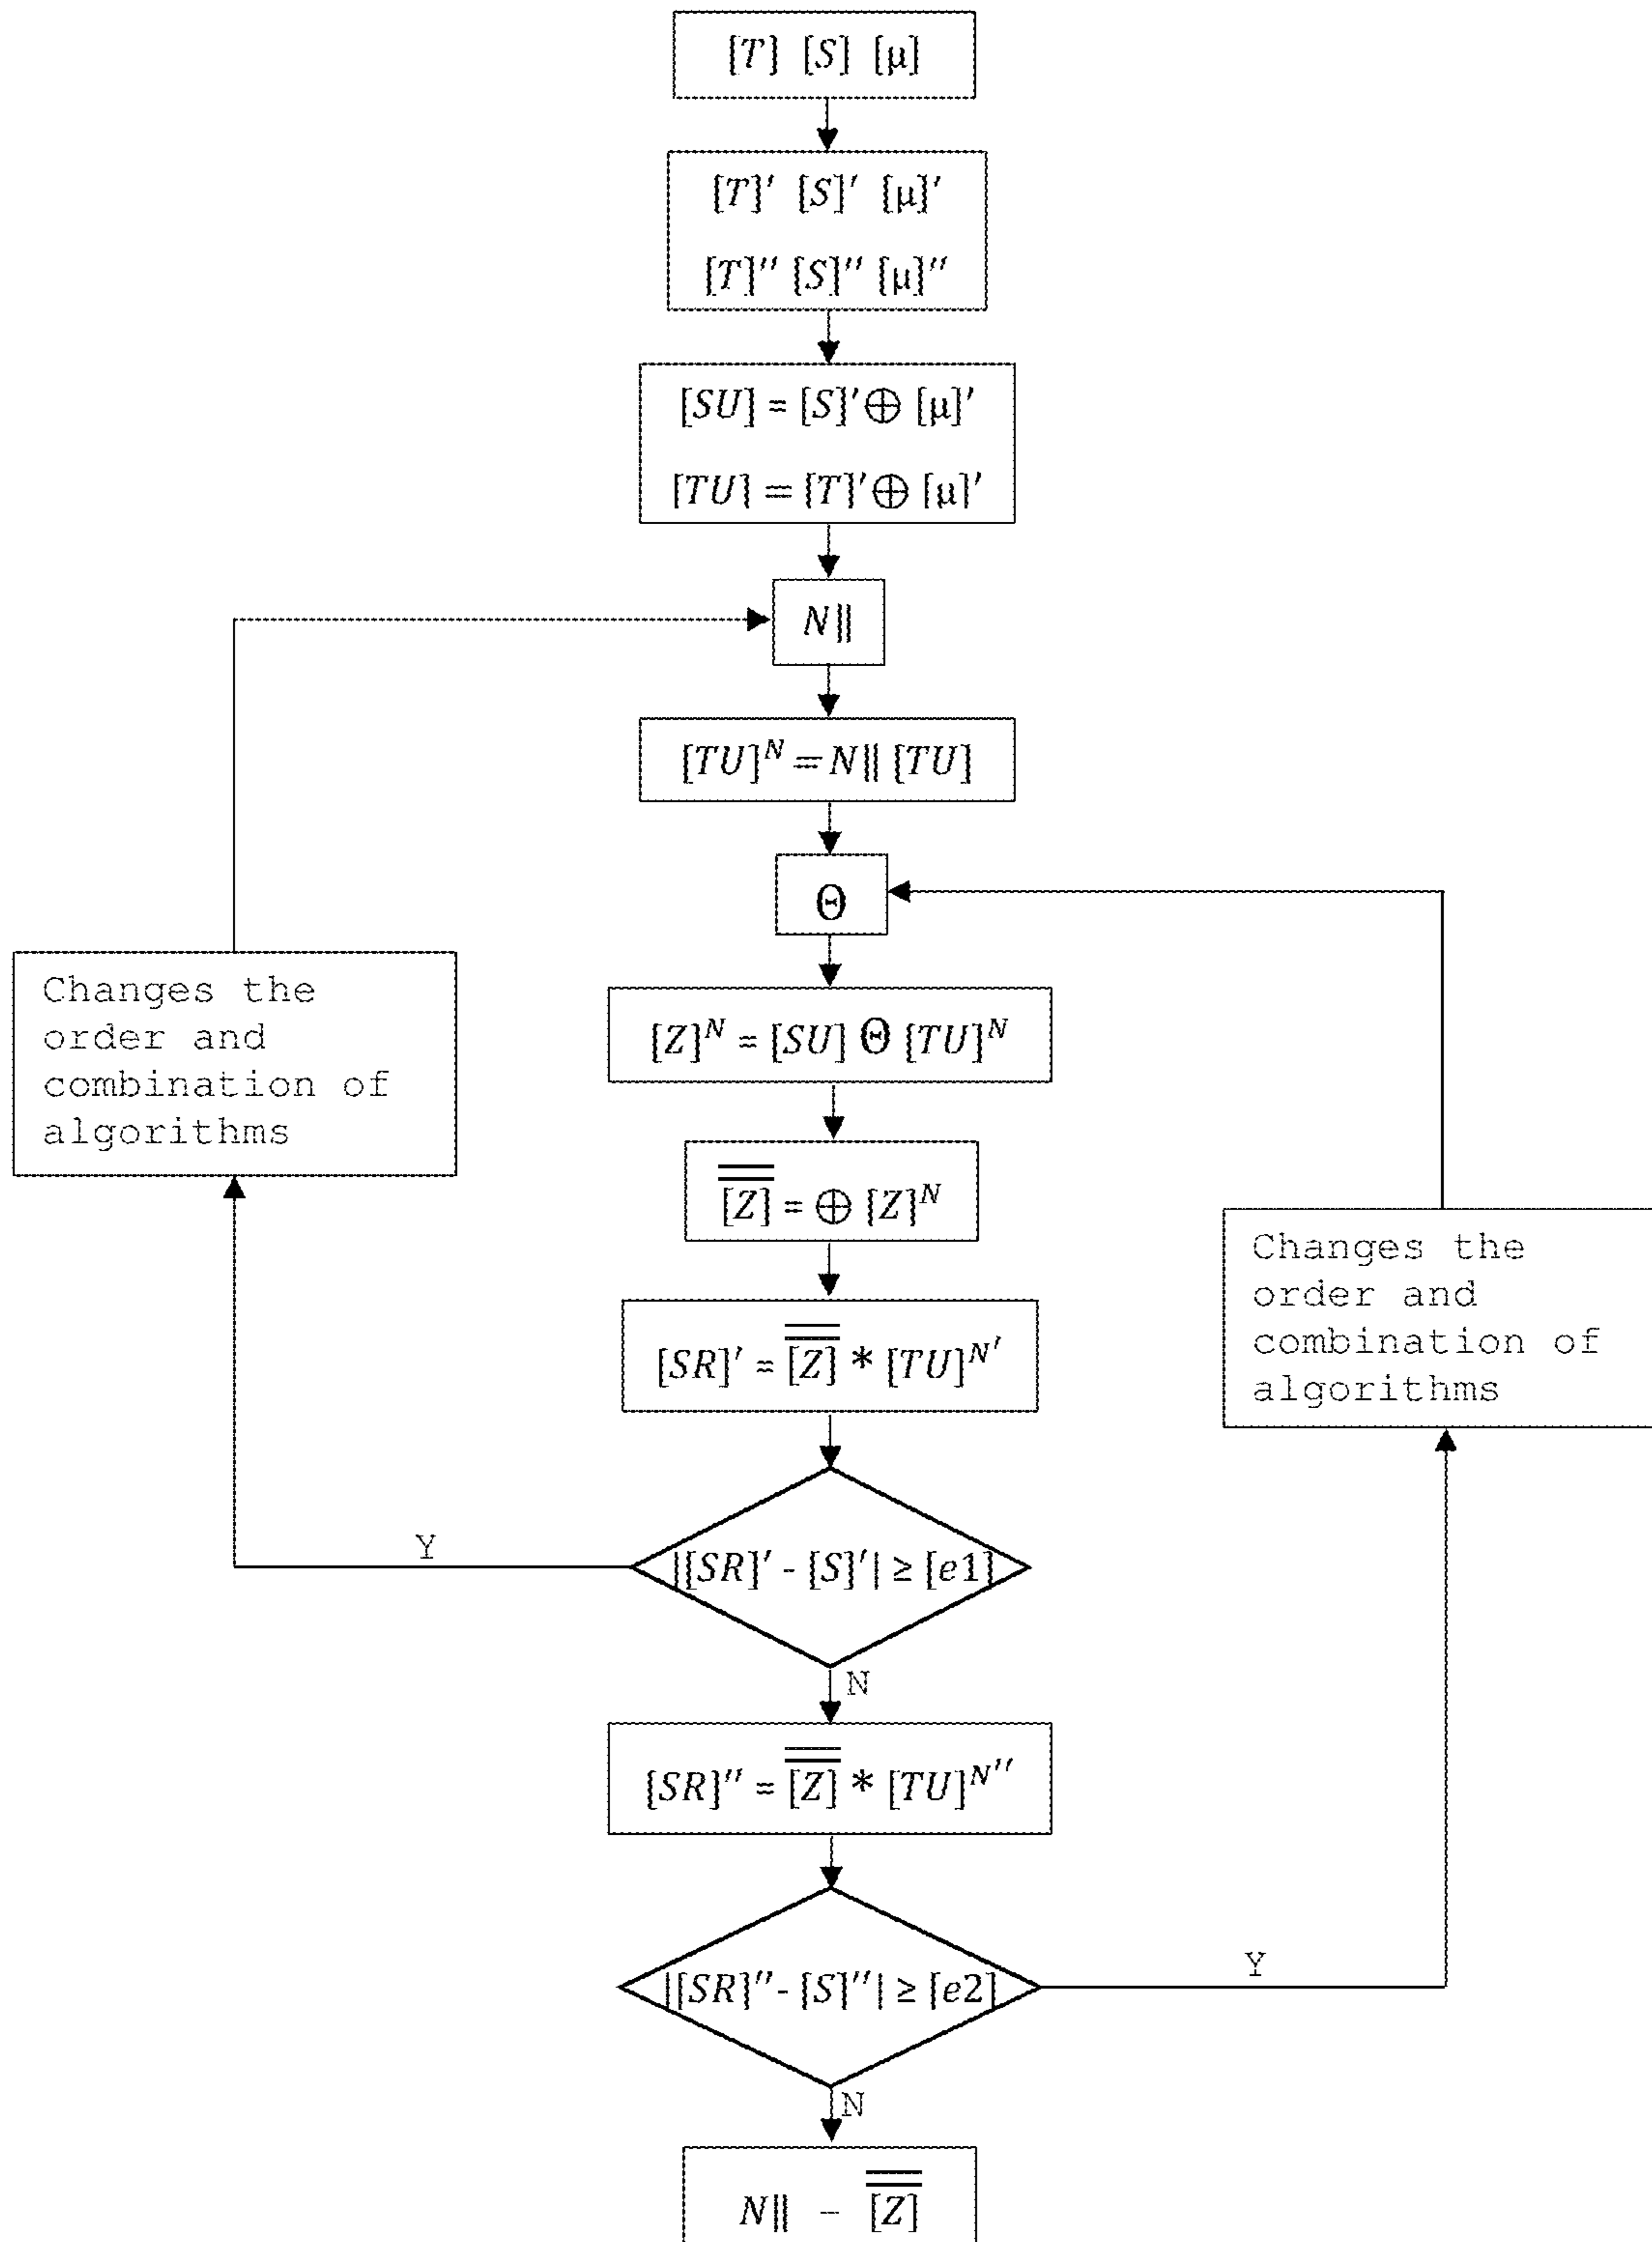 [T] [S] [μ]
[T]′ [S]′ [μ]′
[T]″ [S]″ [μ]″
[SU] = [S]′ ⊕ [μ]′
[TU] = [T]′ ⊕ [μ]′
N||
[TU]ᴺ = N|| [TU]
Θ
Changes the
order and
combination of
algorithms
[Z]ᴺ = [SU] Θ [TU]ᴺ
[Z̿] = ⊕ [Z]ᴺ
Changes the
order and
combination of
algorithms
[SR]′ = [Z̿] * [TU]ᴺ′
Y
|[SR]′ - [S]′| ≥ [e1]
N
[SR]″ = [Z̿] * [TU]ᴺ″
|[SR]″ - [S]″| ≥ [e2]
Y
N
N|| - [Z̿]